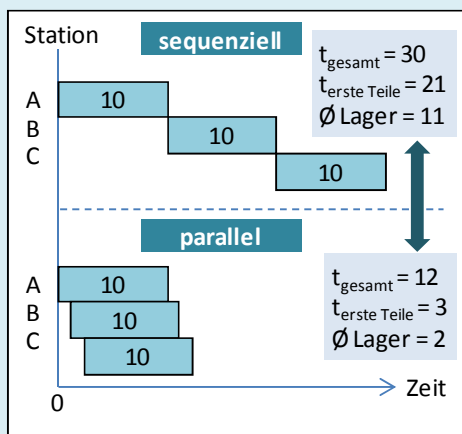 Station
sequenziell
t gesamt = 30
t erste Teile = 21
Ø Lager = 11
A
B
C
10
10
10
parallel
t gesamt = 12
t erste Teile = 3
Ø Lager = 2
A
B
C
10
10
10
0
Zeit